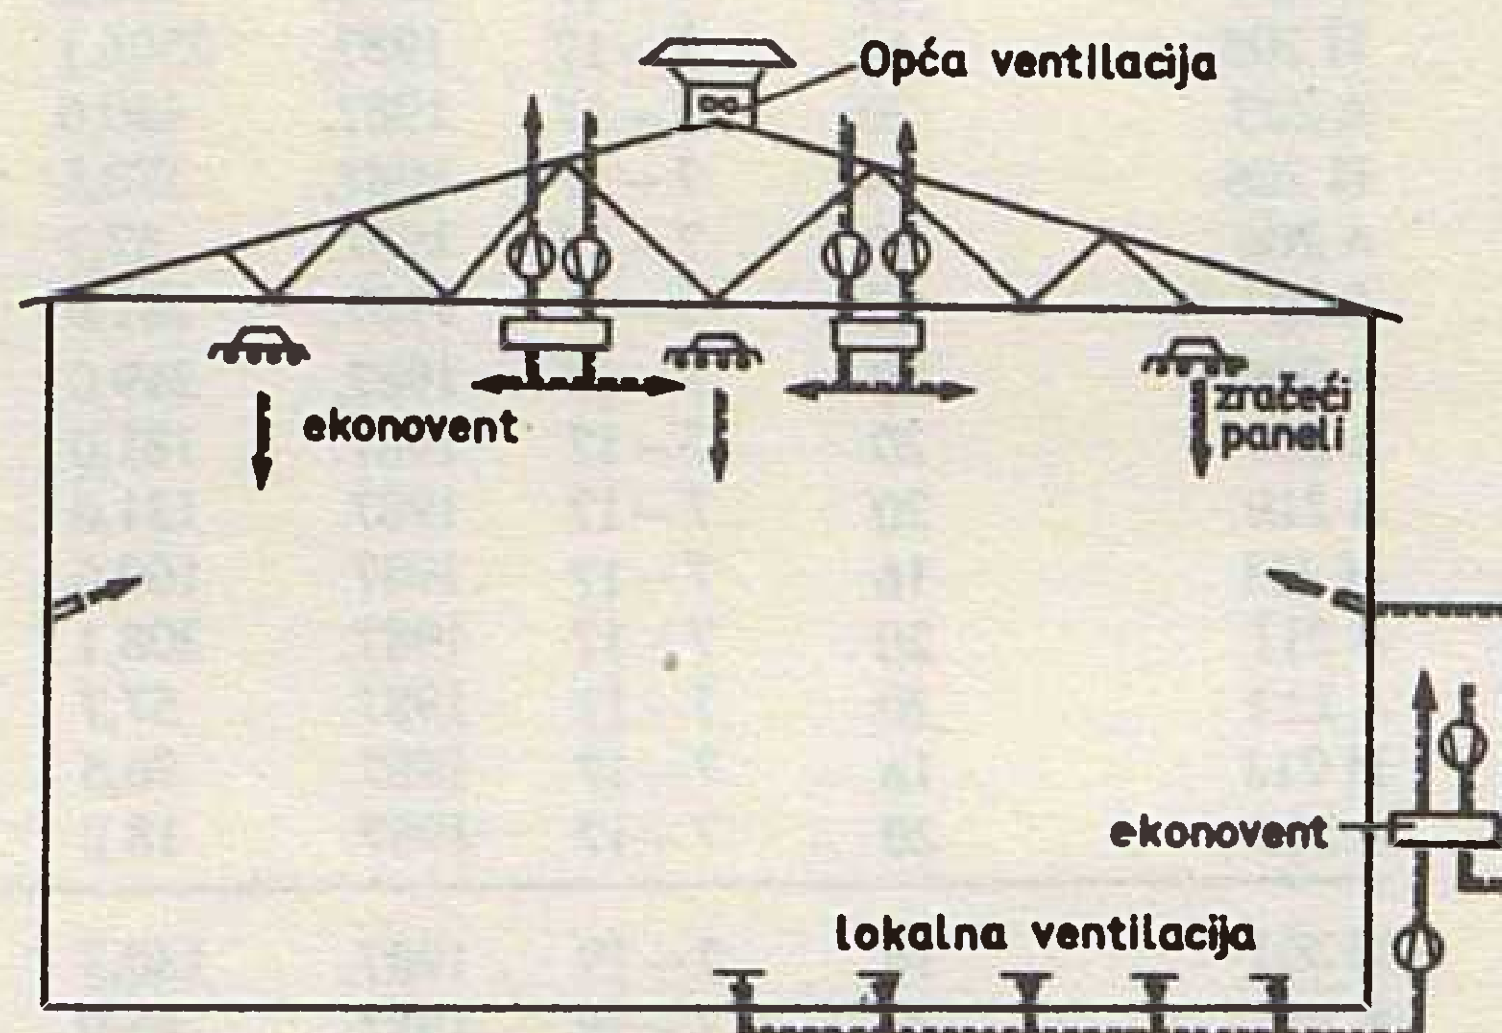 Opća ventilacija
ekonovent
zračeći
paneli
ekonovent
lokalna ventilacija